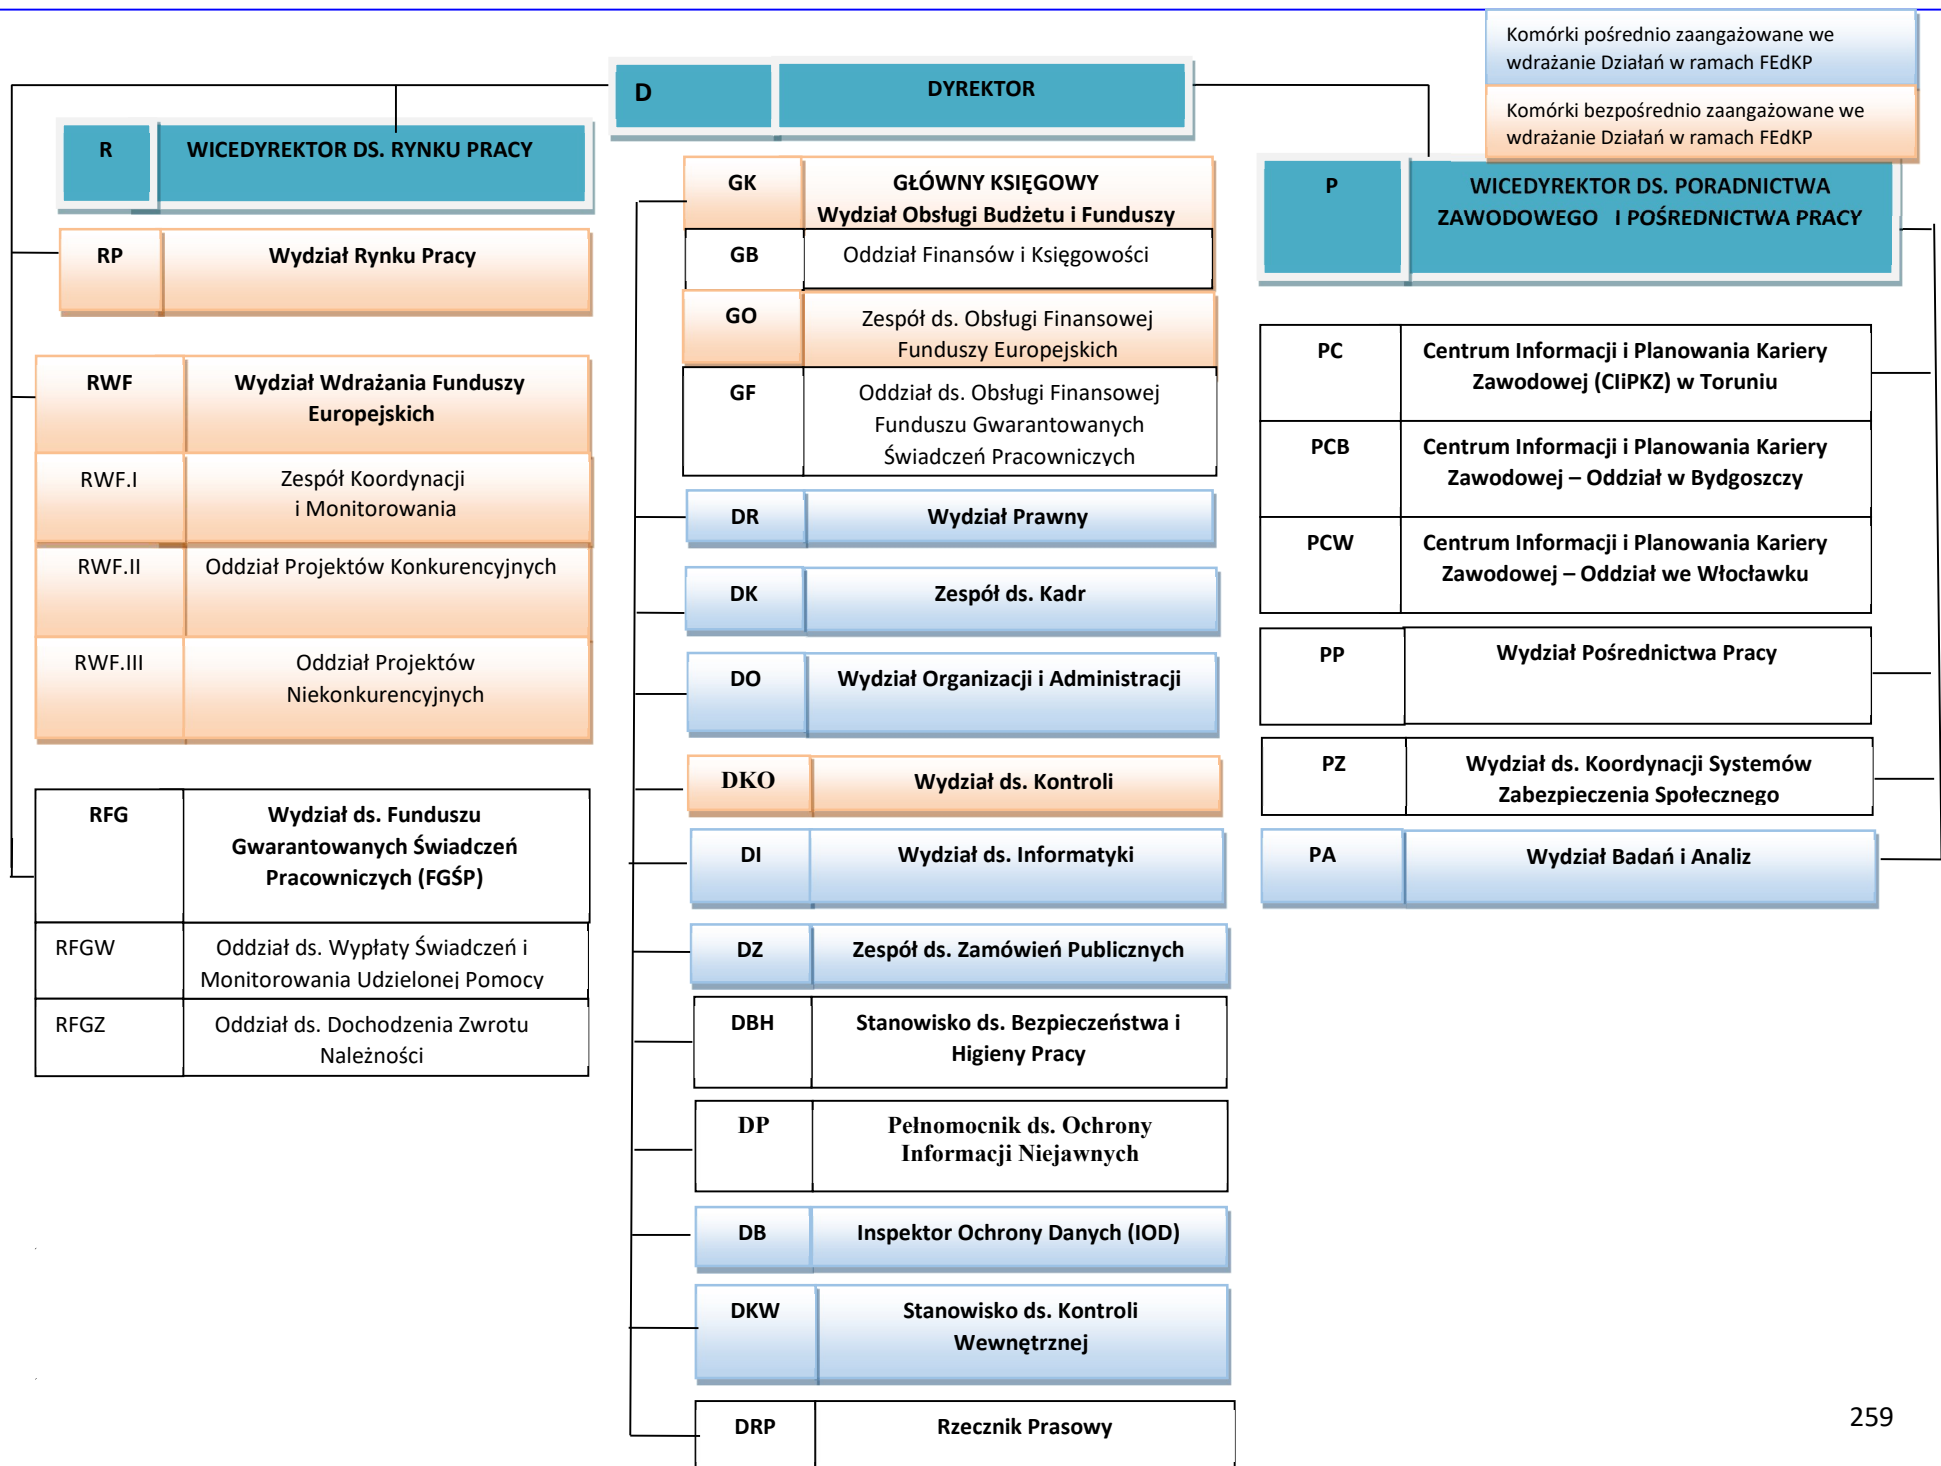 Komórki pośrednio zaangażowane we
wdrażanie Działań w ramach FEdKP
Komórki bezpośrednio zaangażowane we
wdrażanie Działań w ramach FEdKP
D DYREKTOR
R WICEDYREKTOR DS. RYNKU PRACY
RP Wydział Rynku Pracy
RWF Wydział Wdrażania Funduszy
Europejskich
RWF.I Zespół Koordynacji
i Monitorowania
RWF.II Oddział Projektów Konkurencyjnych
RWF.III Oddział Projektów
Niekonkurencyjnych
RFG Wydział ds. Funduszu
Gwarantowanych Świadczeń
Pracowniczych (FGŚP)
RFGW Oddział ds. Wypłaty Świadczeń i
Monitorowania Udzielonej Pomocy
RFGZ Oddział ds. Dochodzenia Zwrotu
Należności
GK GŁÓWNY KSIĘGOWY
Wydział Obsługi Budżetu i Funduszy
GB Oddział Finansów i Księgowości
GO Zespół ds. Obsługi Finansowej
Funduszy Europejskich
GF Oddział ds. Obsługi Finansowej
Funduszu Gwarantowanych
Świadczeń Pracowniczych
DR Wydział Prawny
DK Zespół ds. Kadr
DO Wydział Organizacji i Administracji
DKO Wydział ds. Kontroli
DI Wydział ds. Informatyki
DZ Zespół ds. Zamówień Publicznych
DBH Stanowisko ds. Bezpieczeństwa i
Higieny Pracy
DP Pełnomocnik ds. Ochrony
Informacji Niejawnych
DB Inspektor Ochrony Danych (IOD)
DKW Stanowisko ds. Kontroli
Wewnętrznej
DRP Rzecznik Prasowy
P WICEDYREKTOR DS. PORADNICTWA
ZAWODOWEGO I POŚREDNICTWA PRACY
PC Centrum Informacji i Planowania Kariery
Zawodowej (CIiPKZ) w Toruniu
PCB Centrum Informacji i Planowania Kariery
Zawodowej – Oddział w Bydgoszczy
PCW Centrum Informacji i Planowania Kariery
Zawodowej – Oddział we Włocławku
PP Wydział Pośrednictwa Pracy
PZ Wydział ds. Koordynacji Systemów
Zabezpieczenia Społecznego
PA Wydział Badań i Analiz
259